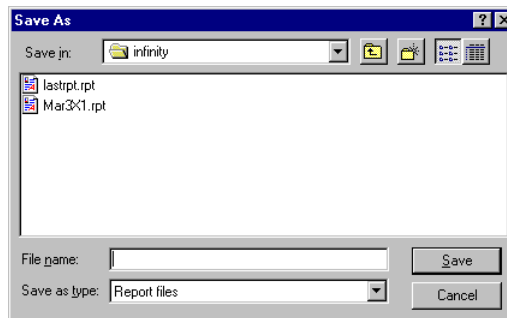 Save As
Save in: infinity
lastrpt.rpt
Mar3X1.rpt
File name: Save
Save as type: Report files Cancel